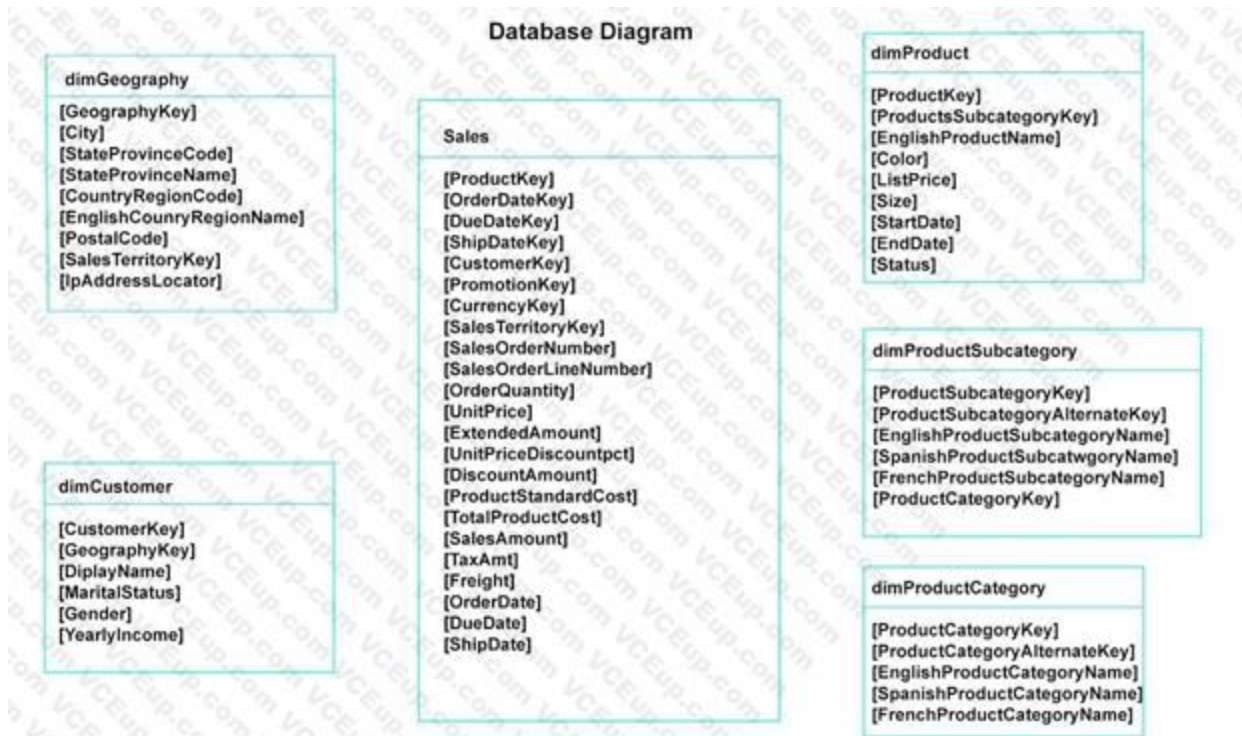 Database Diagram
dimGeography
[GeographyKey]
[City]
[StateProvinceCode]
[StateProvinceName]
[CountryRegionCode]
[EnglishCounryRegionName]
[PostalCode]
[SalesTerritoryKey]
[IpAddressLocator]
dimCustomer
[CustomerKey]
[GeographyKey]
[DiplayName]
[MaritalStatus]
[Gender]
[YearlyIncome]
Sales
[ProductKey]
[OrderDateKey]
[DueDateKey]
[ShipDateKey]
[CustomerKey]
[PromotionKey]
[CurrencyKey]
[SalesTerritoryKey]
[SalesOrderNumber]
[SalesOrderLineNumber]
[OrderQuantity]
[UnitPrice]
[ExtendedAmount]
[UnitPriceDiscountpct]
[DiscountAmount]
[ProductStandardCost]
[TotalProductCost]
[SalesAmount]
[TaxAmt]
[Freight]
[OrderDate]
[DueDate]
[ShipDate]
dimProduct
[ProductKey]
[ProductsSubcategoryKey]
[EnglishProductName]
[Color]
[ListPrice]
[Size]
[StartDate]
[EndDate]
[Status]
dimProductSubcategory
[ProductSubcategoryKey]
[ProductSubcategoryAlternateKey]
[EnglishProductSubcategoryName]
[SpanishProductSubcatwgoryName]
[FrenchProductSubcategoryName]
[ProductCategoryKey]
dimProductCategory
[ProductCategoryKey]
[ProductCategoryAlternateKey]
[EnglishProductCategoryName]
[SpanishProductCategoryName]
[FrenchProductCategoryName]
VCEup.com